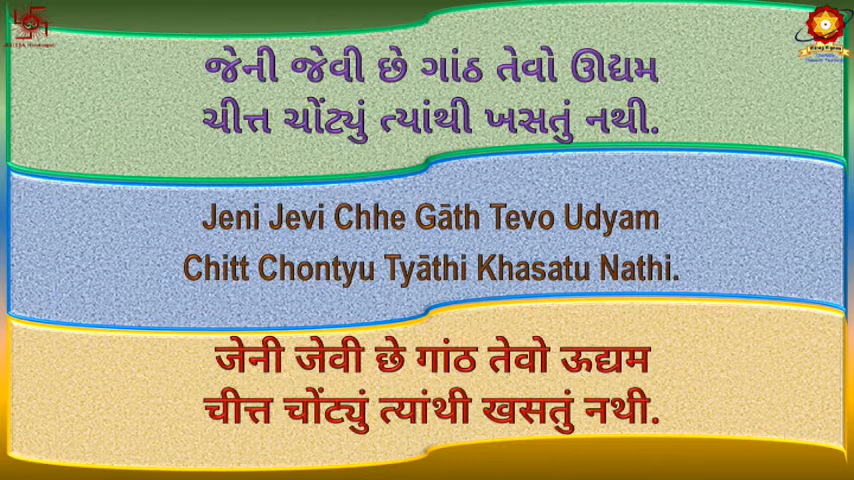 જેની જેવી છે ગાંઠ તેવો ઊદ્યમ
ચીત્ત ચોંટ્યું ત્યાંથી ખસતું નથી.
Jeni Jevi Chhe Gāth Tevo Udyam
Chitt Chontyu Tyāthi Khasatu Nathi.
जेनी जेवी छे गांठ तेवो ऊद्यम
चीत्त चोंट्युं त्यांथी खसतुं नथी.